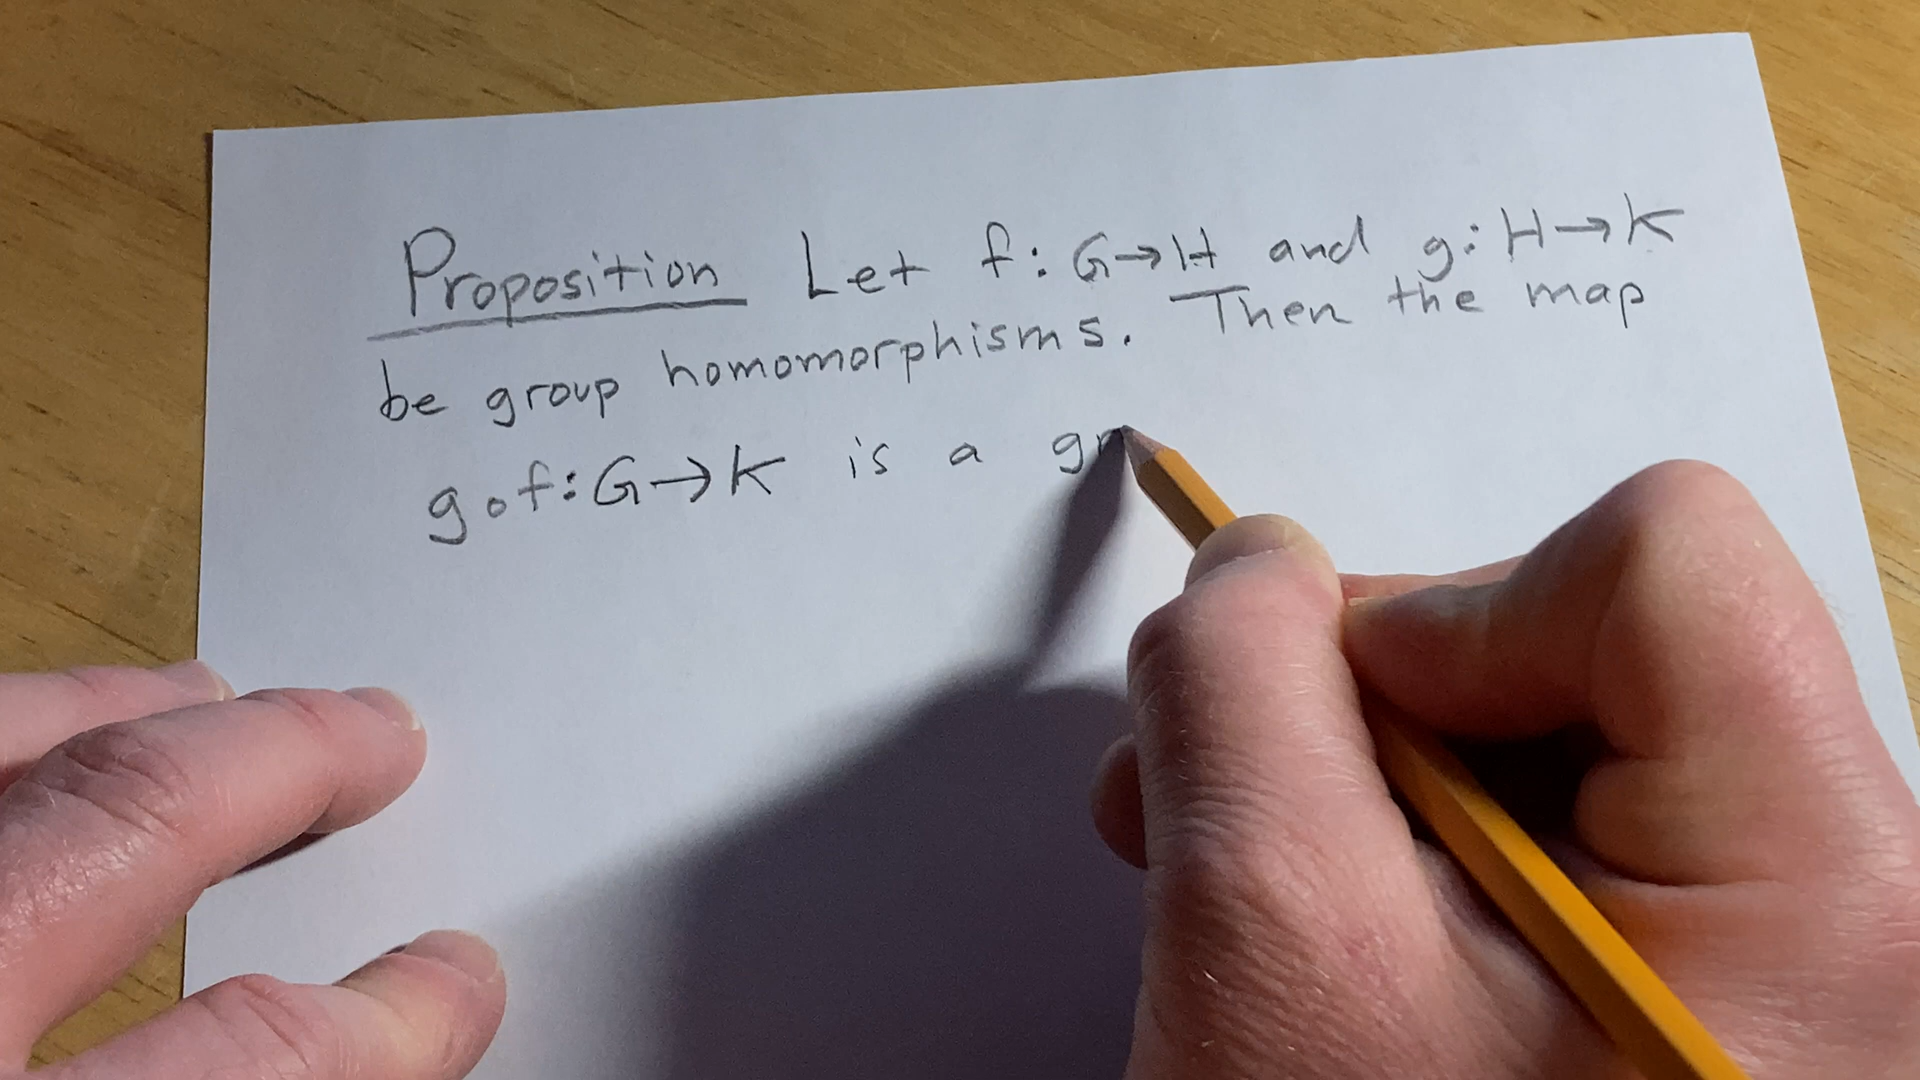 Proposition Let f: G→H and g: H→K
be group homomorphisms. Then the map
g∘f: G→K is a gr